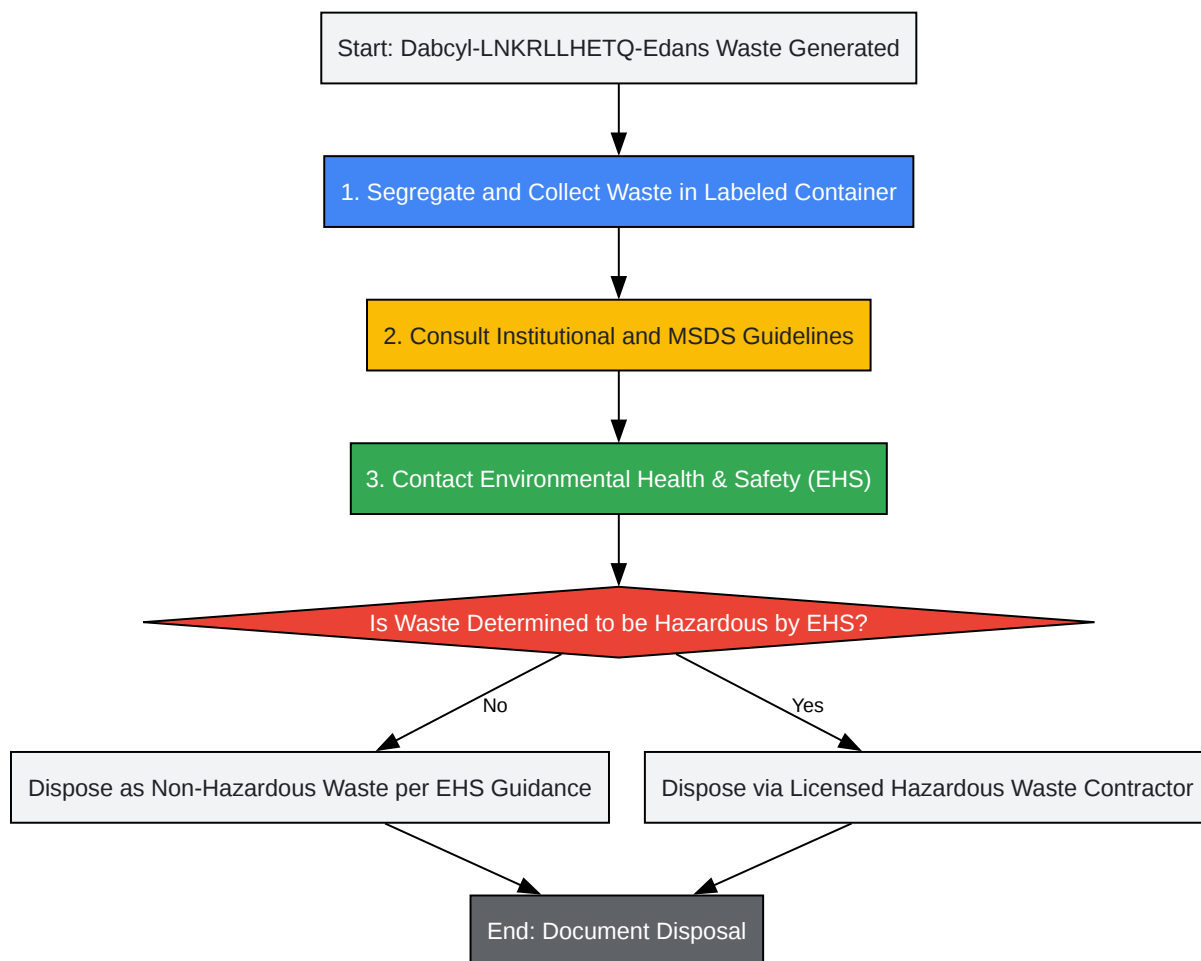 Start: Dabcyl-LNKRLLHETQ-Edans Waste Generated
1. Segregate and Collect Waste in Labeled Container
2. Consult Institutional and MSDS Guidelines
3. Contact Environmental Health & Safety (EHS)
Is Waste Determined to be Hazardous by EHS?
No
Yes
Dispose as Non-Hazardous Waste per EHS Guidance
Dispose via Licensed Hazardous Waste Contractor
End: Document Disposal